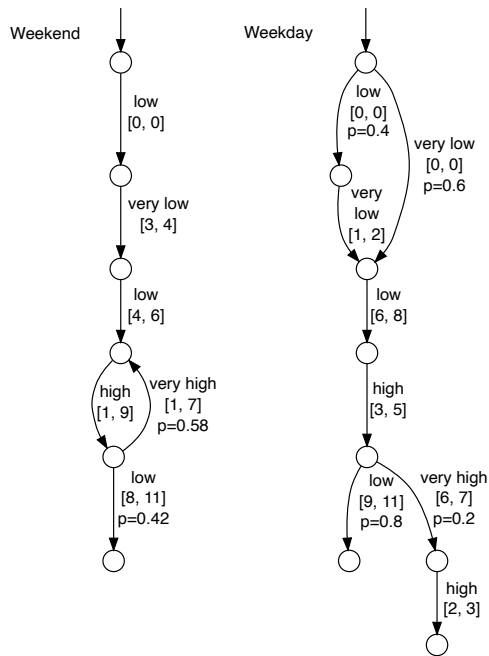 Weekend
low
[0, 0]
very low
[3, 4]
low
[4, 6]
high
[1, 9]
very high
[1, 7]
p=0.58
low
[8, 11]
p=0.42
Weekday
low
[0, 0]
p=0.4
very low
[0, 0]
p=0.6
very
low
[1, 2]
low
[6, 8]
high
[3, 5]
low
[9, 11]
p=0.8
very high
[6, 7]
p=0.2
high
[2, 3]